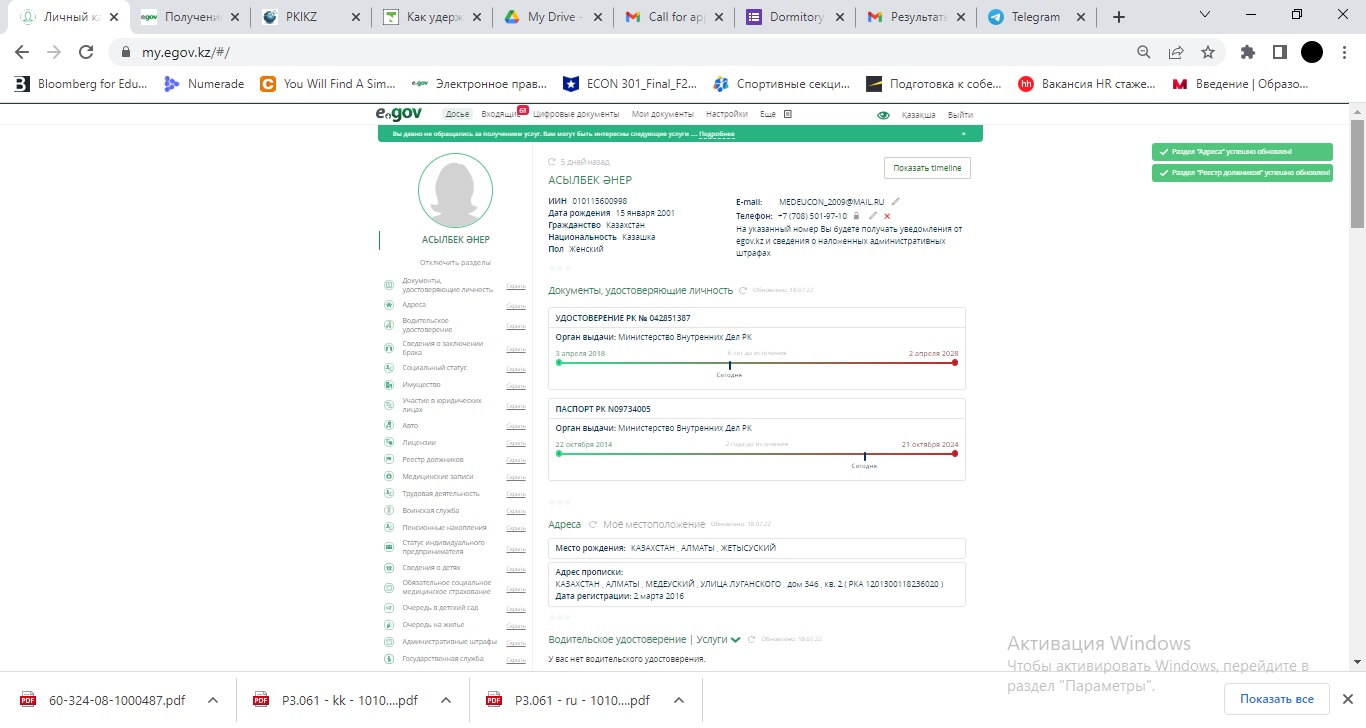 Личный ка
Получени
PKIKZ
Как удерж
My Drive -
Call for app
Dormitory
Результаты
Telegram
my.egov.kz/#/
Bloomberg for Edu...
Numerade
You Will Find A Sim...
Электронное прав...
ECON 301_Final_F2...
Спортивные секци...
Подготовка к собе...
Вакансия HR стаже...
Введение | Образо...
egov Досье Входящие 61 Цифровые документы Мои документы Настройки Еще Қазақша Выйти
Вы давно не обращались за получением услуг. Вам могут быть интересны следующие услуги .... Подробнее ×
Раздел "Адреса" успешно обновлен!
Раздел "Реестр должников" успешно обновлен!
АСЫЛБЕК ӘНЕР
Отключить разделы
Документы, удостоверяющие личность Скрыть
Адреса Скрыть
Водительское удостоверение Скрыть
Сведения о заключении брака Скрыть
Социальный статус Скрыть
Имущество Скрыть
Участие в юридических лицах Скрыть
Авто Скрыть
Лицензии Скрыть
Реестр должников Скрыть
Медицинские записи Скрыть
Трудовая деятельность Скрыть
Воинская служба Скрыть
Пенсионные накопления Скрыть
Статус индивидуального предпринимателя Скрыть
Сведения о детях Скрыть
Обязательное социальное медицинское страхование Скрыть
Очередь в детский сад Скрыть
Очередь на жилье Скрыть
Административные штрафы Скрыть
Государственная служба Скрыть
5 дней назад
Показать timeline
АСЫЛБЕК ӘНЕР
ИИН 010115600998
Дата рождения 15 января 2001
Гражданство Казахстан
Национальность Казашка
Пол Женский
E-mail: MEDEUCON_2009@MAIL.RU
Телефон: +7 (708) 501-97-10
На указанный номер Вы будете получать уведомления от
egov.kz и сведения о наложенных административных
штрафах
Документы, удостоверяющие личность Обновлено: 18.07.22
УДОСТОВЕРЕНИЕ РК № 042851387
Орган выдачи: Министерство Внутренних Дел РК
3 апреля 2018 6 лет до истечения 2 апреля 2028
Сегодня
ПАСПОРТ РК N09734005
Орган выдачи: Министерство Внутренних Дел РК
22 октября 2014 2 года до истечения 21 октября 2024
Сегодня
Адреса Моё местоположение Обновлено: 18.07.22
Место рождения: КАЗАХСТАН , АЛМАТЫ , ЖЕТЫСУСКИЙ
Адрес прописки:
КАЗАХСТАН , АЛМАТЫ , МЕДЕУСКИЙ , УЛИЦА ЛУГАНСКОГО , дом 346 , кв. 2 ( РКА 1201300118236020 )
Дата регистрации: 2 марта 2016
Водительское удостоверение | Услуги Обновлено: 18.07.22
У вас нет водительского удостоверения.
Активация Windows
Чтобы активировать Windows, перейдите в
раздел "Параметры".
60-324-08-1000487.pdf
P3.061 - kk - 1010....pdf
P3.061 - ru - 1010....pdf
Показать все